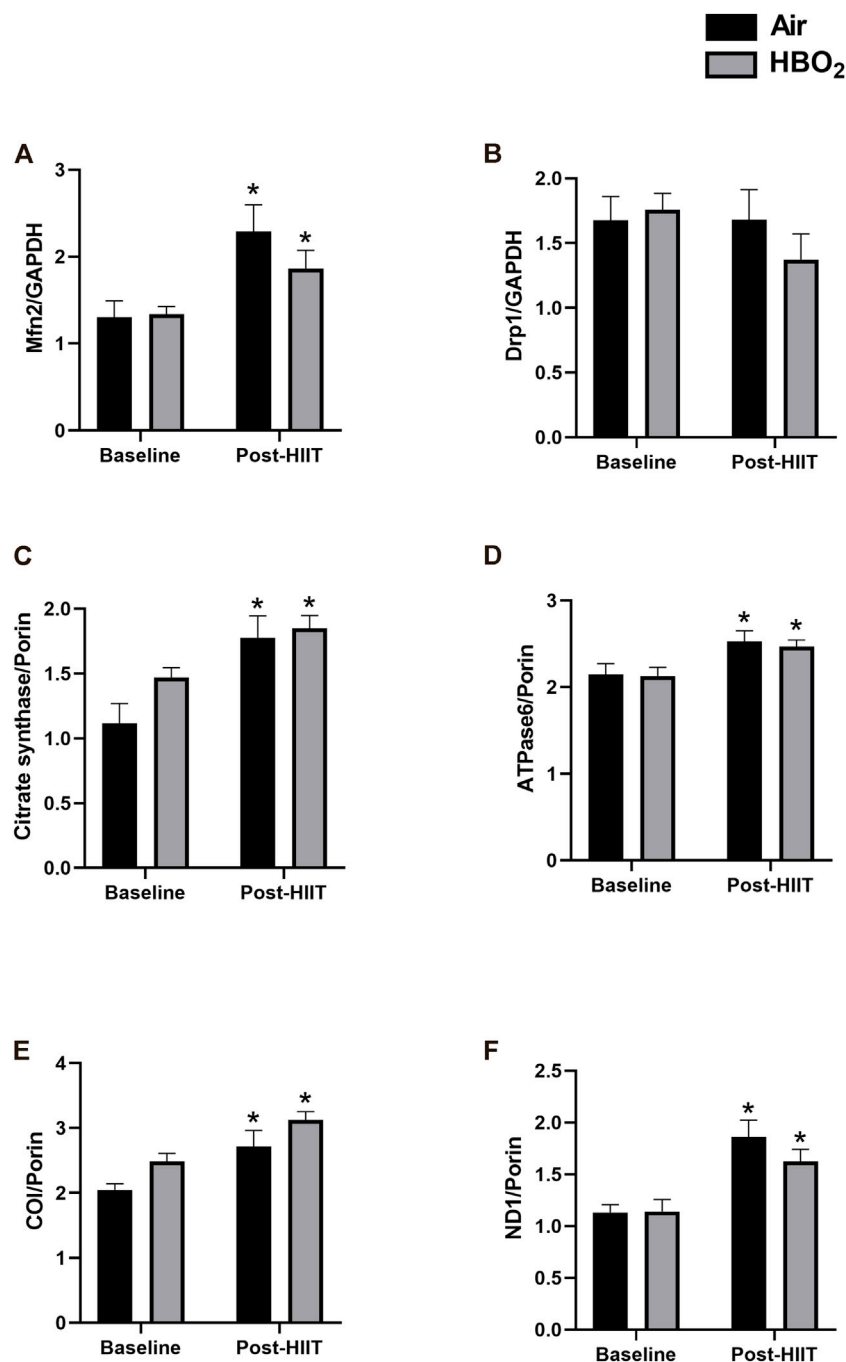 Air
HBO₂
A
Mfn2/GAPDH
3
2
1
0
*
*
Baseline Post-HIIT
B
Drp1/GAPDH
2.0
1.5
1.0
0.5
0.0
Baseline Post-HIIT
C
Citrate synthase/Porin
2.0
1.5
1.0
0.5
0.0
* *
Baseline Post-HIIT
D
ATPase6/Porin
3
2
1
0
* *
Baseline Post-HIIT
E
COI/Porin
4
3
2
1
0
* *
Baseline Post-HIIT
F
ND1/Porin
2.5
2.0
1.5
1.0
0.5
0.0
*
*
Baseline Post-HIIT